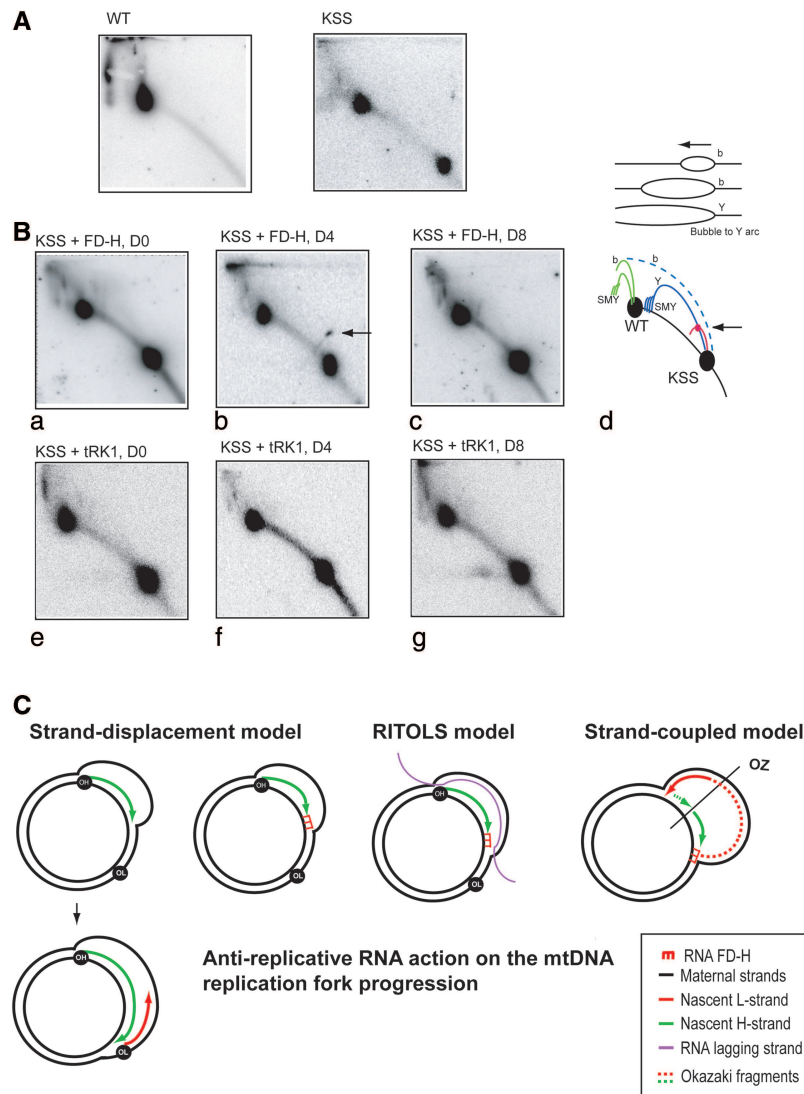 A
WT
KSS
B
KSS + FD-H, D0
KSS + FD-H, D4
KSS + FD-H, D8
a
b
c
b
b
Y
Bubble to Y arc
b
b
Y
SMY
SMY
WT
KSS
d
KSS + tRK1, D0
KSS + tRK1, D4
KSS + tRK1, D8
e
f
g
C
Strand-displacement model
RITOLS model
Strand-coupled model
OH
OL
OH
OL
OH
OL
OZ
OH
OL
Anti-replicative RNA action on the mtDNA
replication fork progression
RNA FD-H
Maternal strands
Nascent L-strand
Nascent H-strand
RNA lagging strand
Okazaki fragments